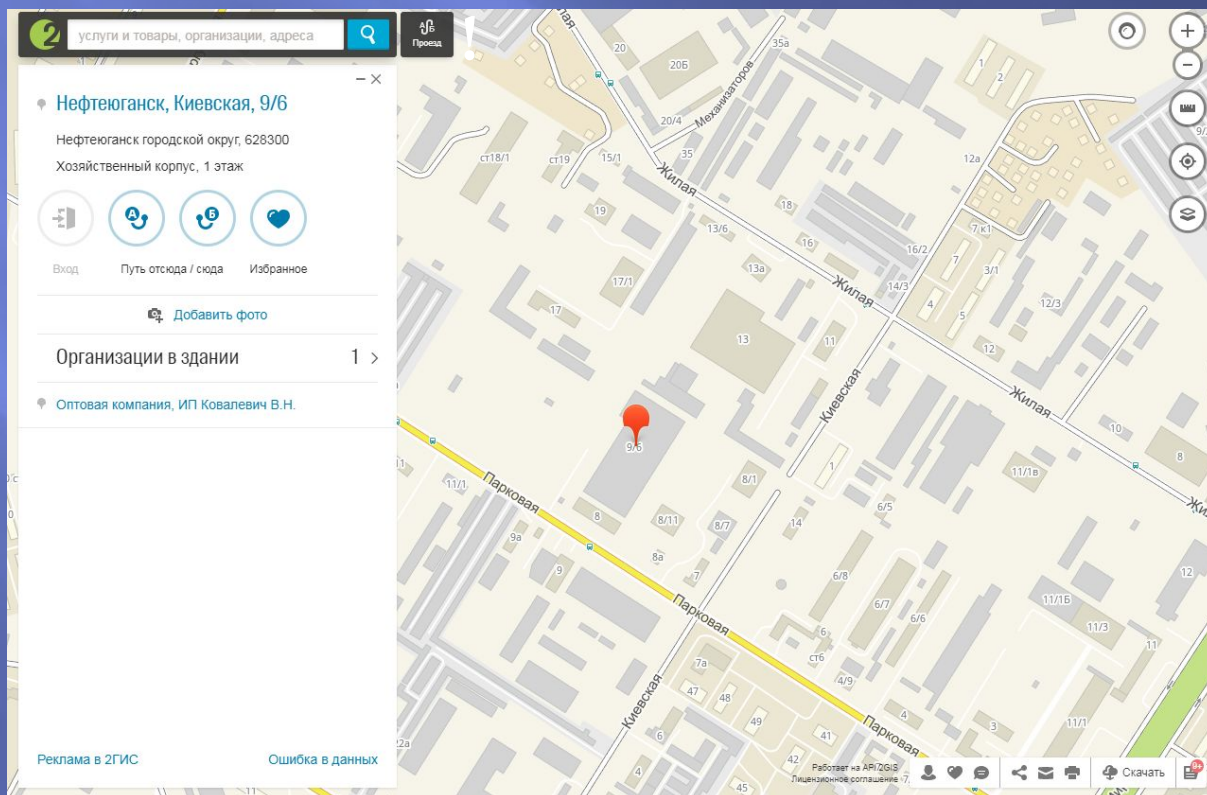 услуги и товары, организации, адреса
Проезд
Нефтеюганск, Киевская, 9/6
Нефтеюганск городской округ, 628300
Хозяйственный корпус, 1 этаж
Вход
Путь отсюда / сюда
Избранное
Добавить фото
Организации в здании
1
Оптовая компания, ИП Ковалевич В.Н.
Реклама в 2ГИС
Ошибка в данных
Жилая
20
20Б
35а
Механизаторов
1
2
20/4
ст18/1
ст19
15/1
35
12а
Жилая
19
18
13/6
16
16/2
7 к1
13а
7
3/1
17/1
Жилая
14/3
4
12/3
17
5
13
11
12
Киевская
Жилая
10
9/6
8
1
11/1в
11/1
Парковая
8/1
6/5
8
8/11
8/7
14
9а
8а
9
7
6/8
12
11/1Б
Парковая
6/7
6/6
11/3
6
11
ст6
7а
4/9
Киевская
47
48
49
4
Парковая
3
11/1
6
42
41
22а
4
45
Работает на API 2GIS
Лицензионное соглашение
Скачать
9+